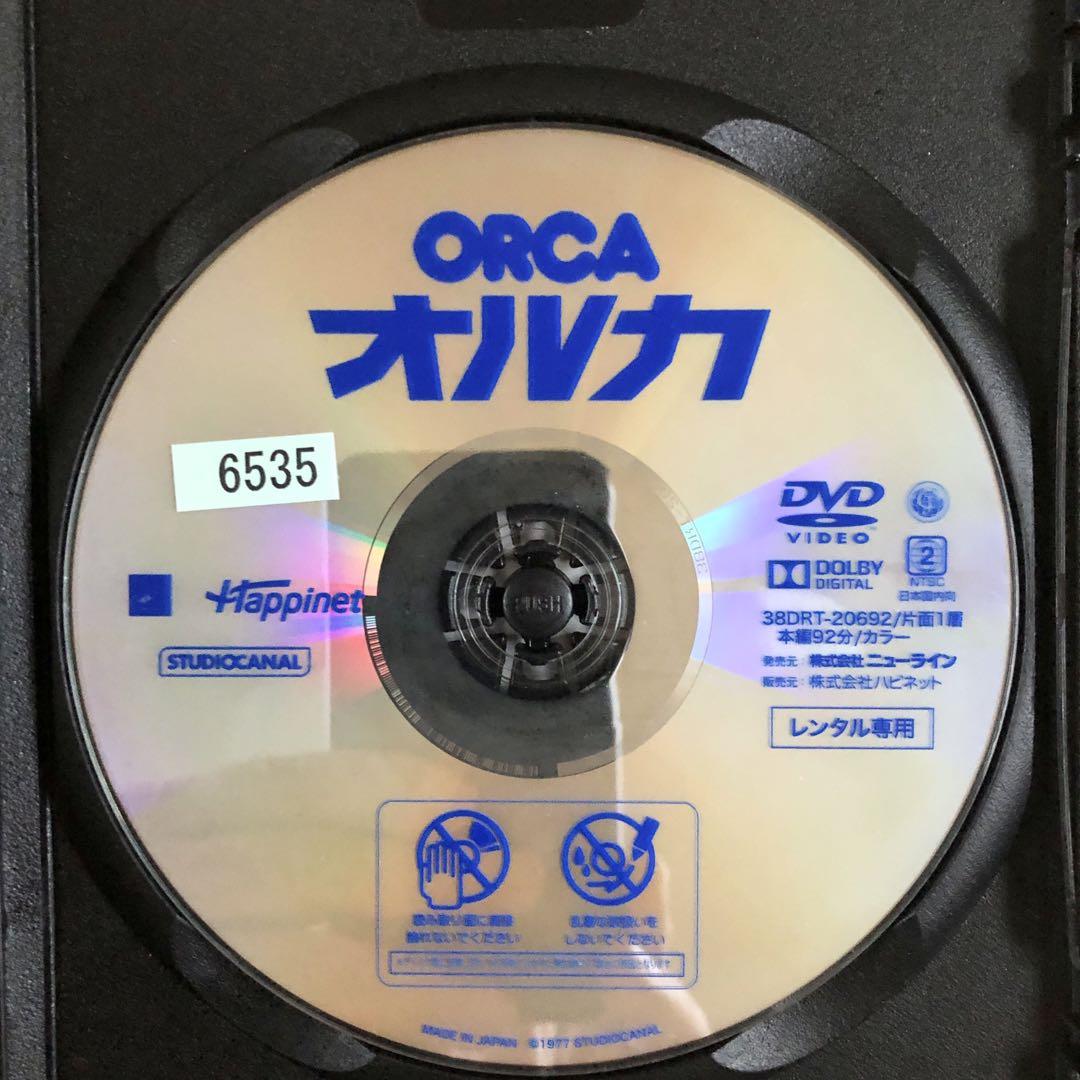 ORCA
オルカ
6535
Happinet
STUDIOCANAL
DVD
VIDEO
DOLBY
DIGITAL
2
NTSC
日本国内向
38DRT-20692/片面1層
本編92分/カラー
発売元:株式会社ニューライン
販売元:株式会社ハピネット
レンタル専用
PUSH
読み取り面に直接
触れないでください
乱暴な取扱いを
しないでください
MADE IN JAPAN ©1977 STUDIOCANAL